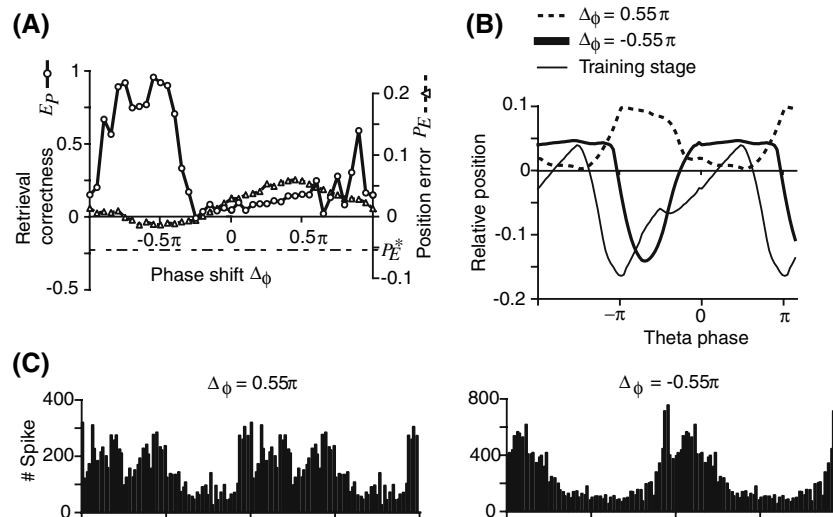 (A)
E_P
Retrieval correctness
1
0.5
0
-0.5
-0.5π
0
0.5π
Phase shift Δ_ϕ
0.2
0.1
0
-0.1
P_E*
Position error
P_E
(B)
Δ_ϕ = 0.55π
Δ_ϕ = -0.55π
Training stage
Relative position
0.1
0
-0.1
-0.2
-π
0
π
Theta phase
(C)
Δ_ϕ = 0.55π
# Spike
400
200
0
Δ_ϕ = -0.55π
800
400
0